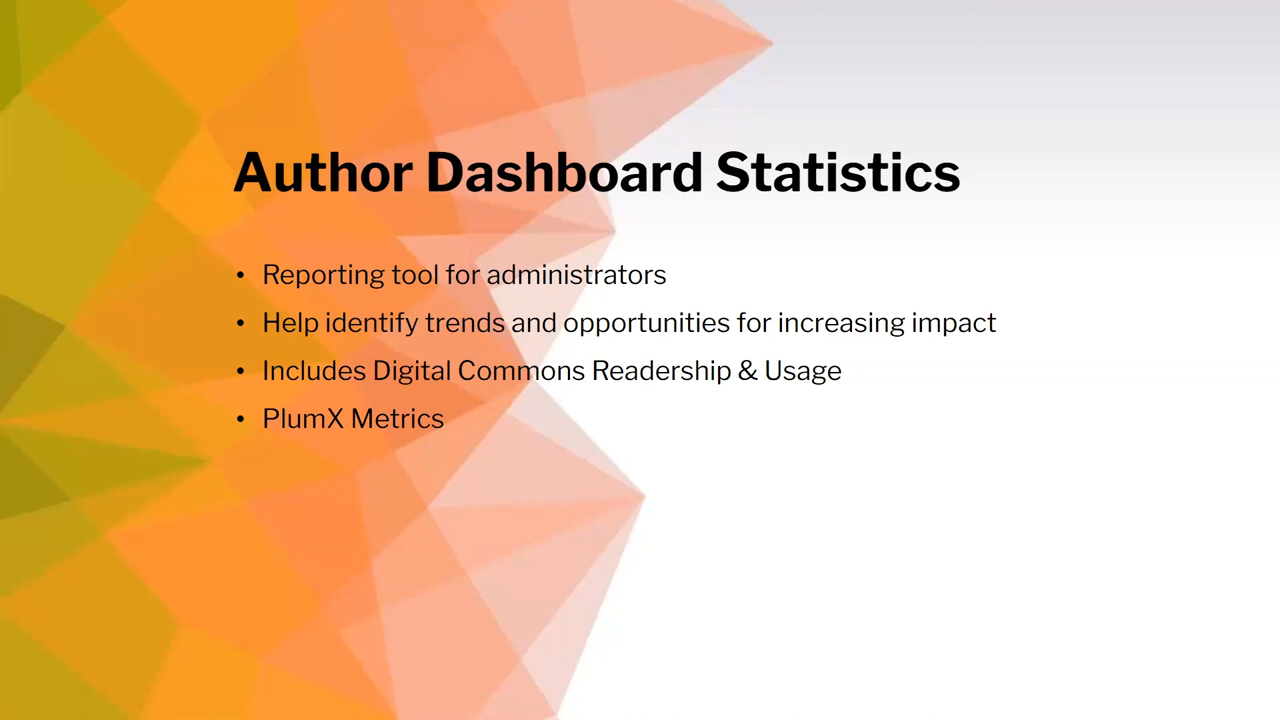 Author Dashboard Statistics
• Reporting tool for administrators
• Help identify trends and opportunities for increasing impact
• Includes Digital Commons Readership & Usage
• PlumX Metrics